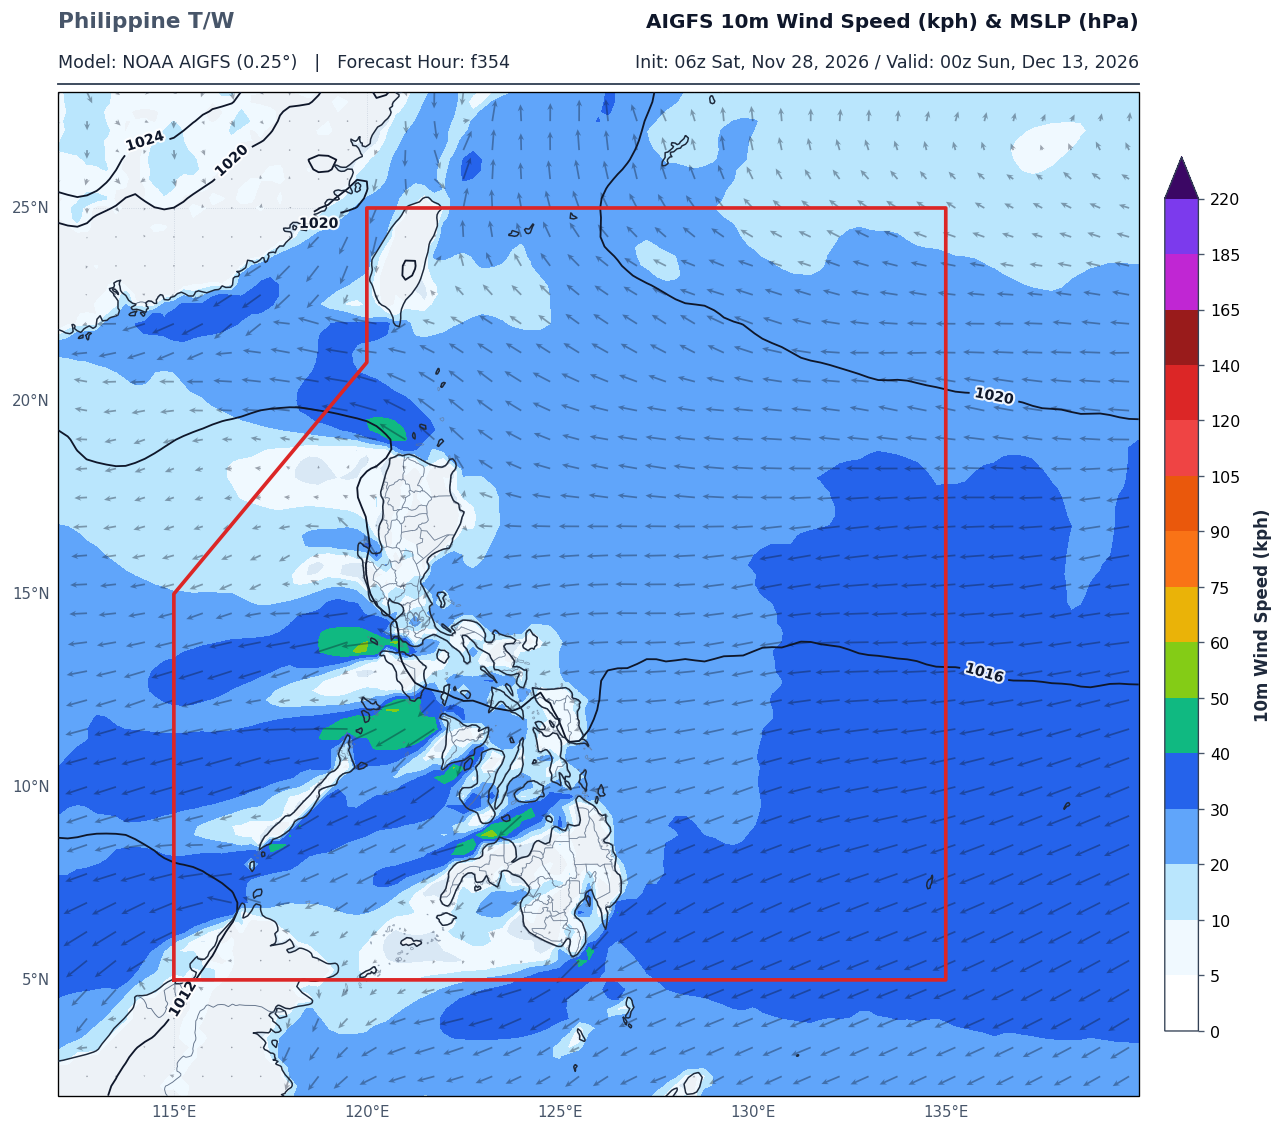 Philippine T/W
AIGFS 10m Wind Speed (kph) & MSLP (hPa)
Model: NOAA AIGFS (0.25°) | Forecast Hour: f354
Init: 06z Sat, Nov 28, 2026 / Valid: 00z Sun, Dec 13, 2026
1024
1020
1020
1020
1016
1012
25°N
20°N
15°N
10°N
5°N
115°E
120°E
125°E
130°E
135°E
220
185
165
140
120
105
90
75
60
50
40
30
20
10
5
0
10m Wind Speed (kph)